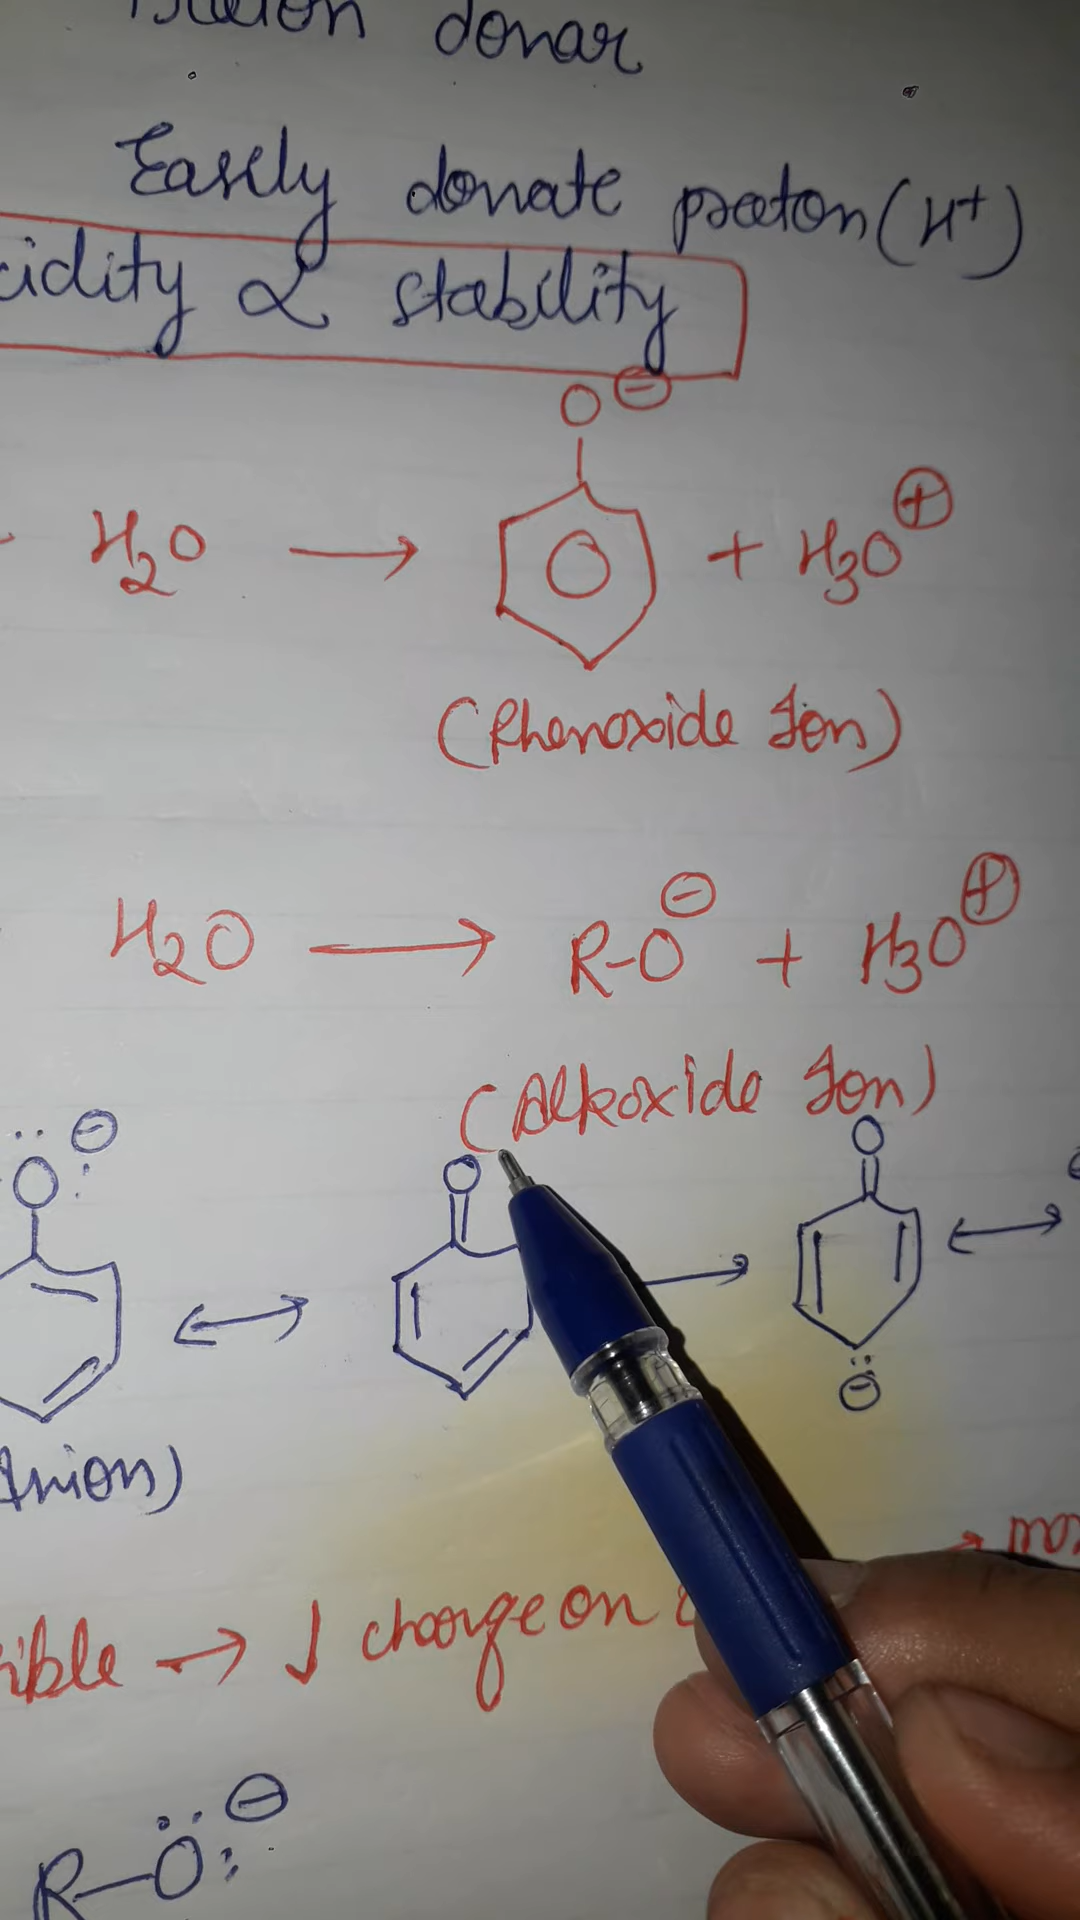 donar
Easily donate proton (H+)
cidity ∝ stability
O ⊖
H2O → + H3O ⊕
(Phenoxide Ion)
H2O → R-O ⊖ + H3O ⊕
(Alkoxide Ion)
O ⊖ ↔ O → O ↔
⊖
Anion)
ible → ↓ charge on
R-O ⊖